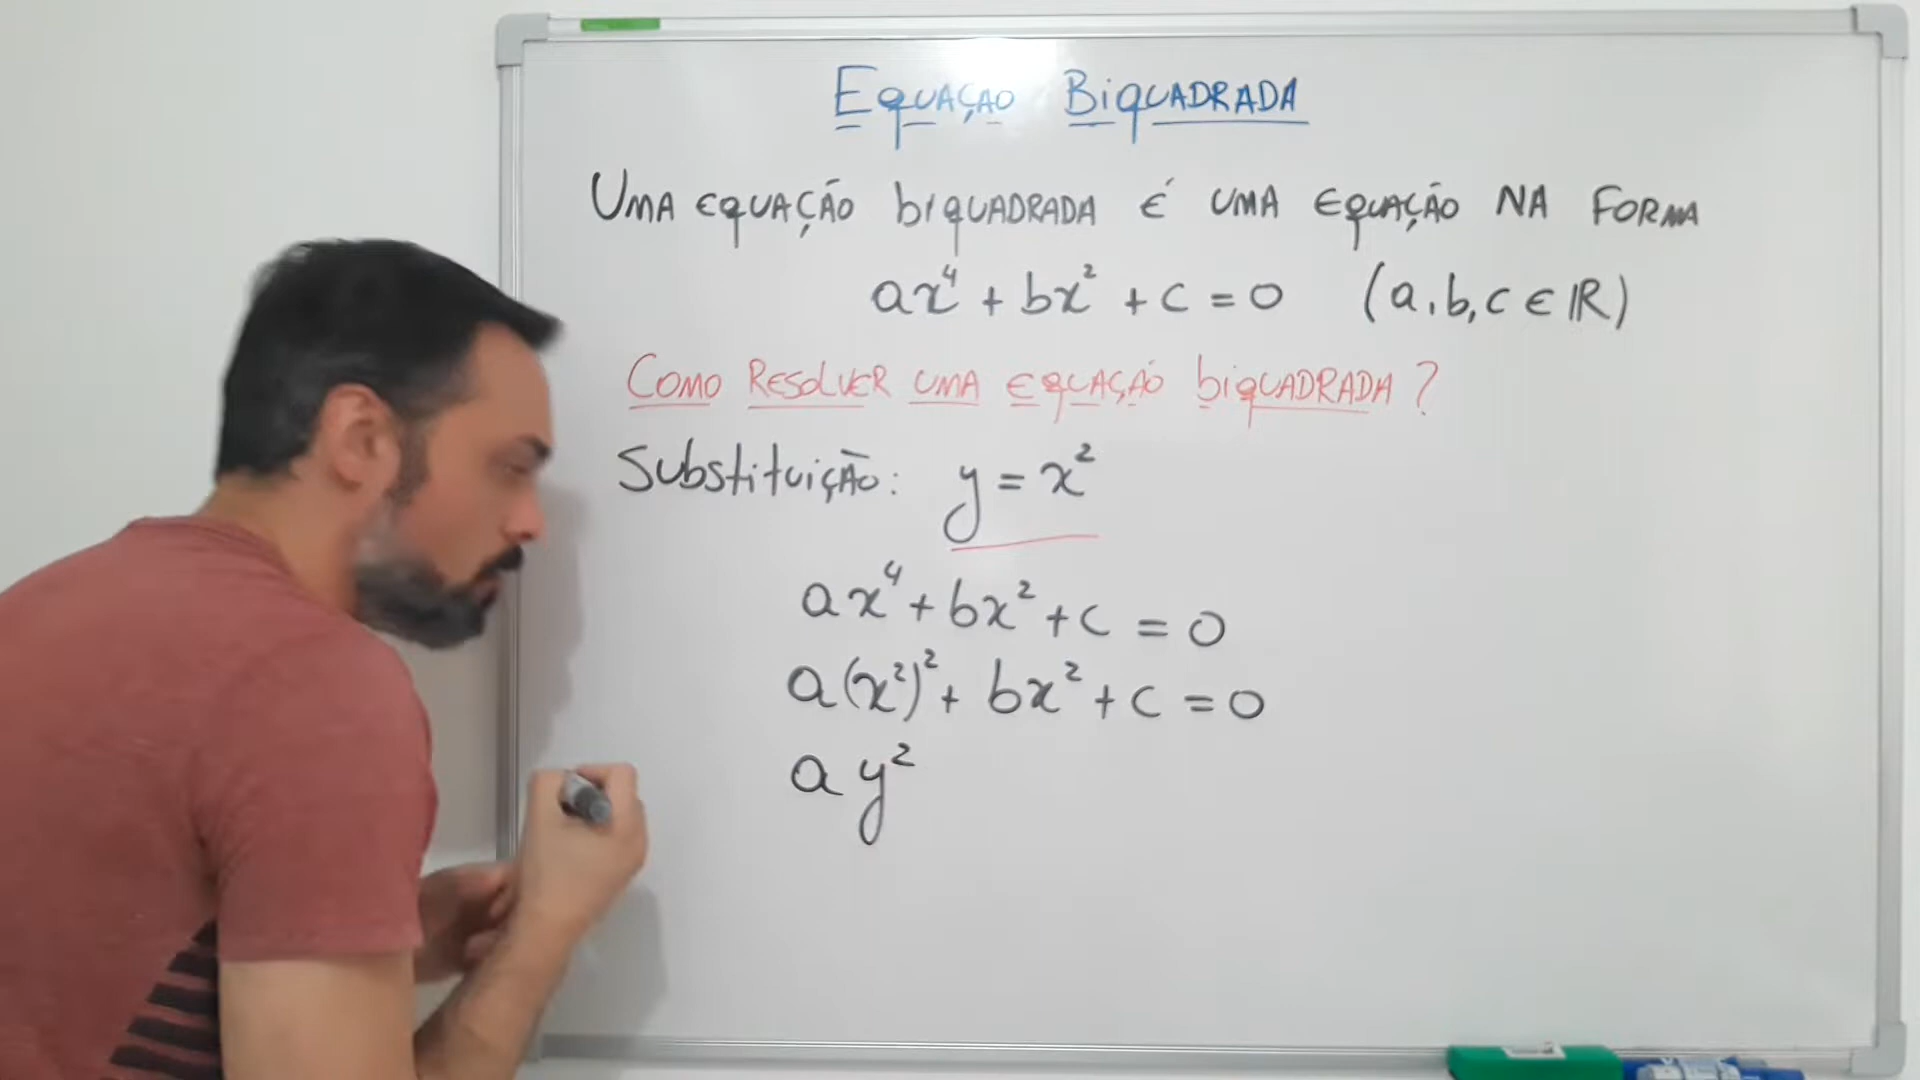 EQUAÇAO BIQUADRADA
UMA EQUAÇÃO BIQUADRADA É UMA EQUAÇÃO NA FORMA
ax⁴ + bx² + c = 0 (a, b, c ∈ ℝ)
COMO RESOLVER UMA EQUAÇÃO BIQUADRADA?
Substituição: y = x²
ax⁴ + bx² + c = 0
a(x²)² + bx² + c = 0
ay²